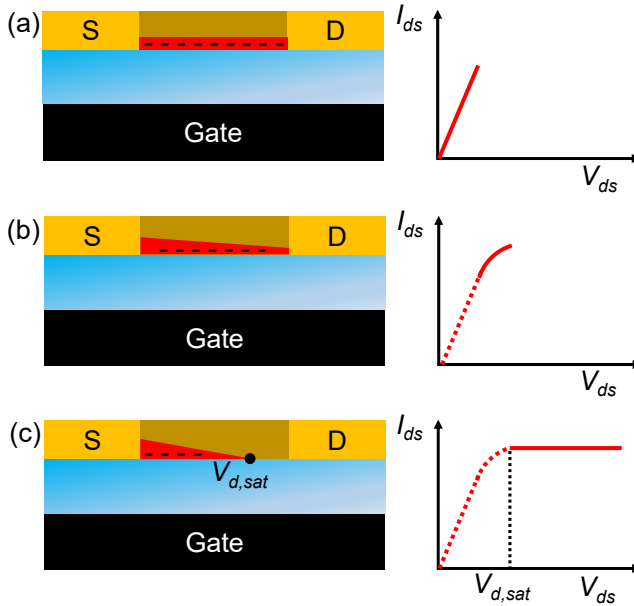 (a)
S
D
Gate
I_ds
V_ds
(b)
S
D
Gate
I_ds
V_ds
(c)
S
D
V_d,sat
Gate
I_ds
V_d,sat
V_ds